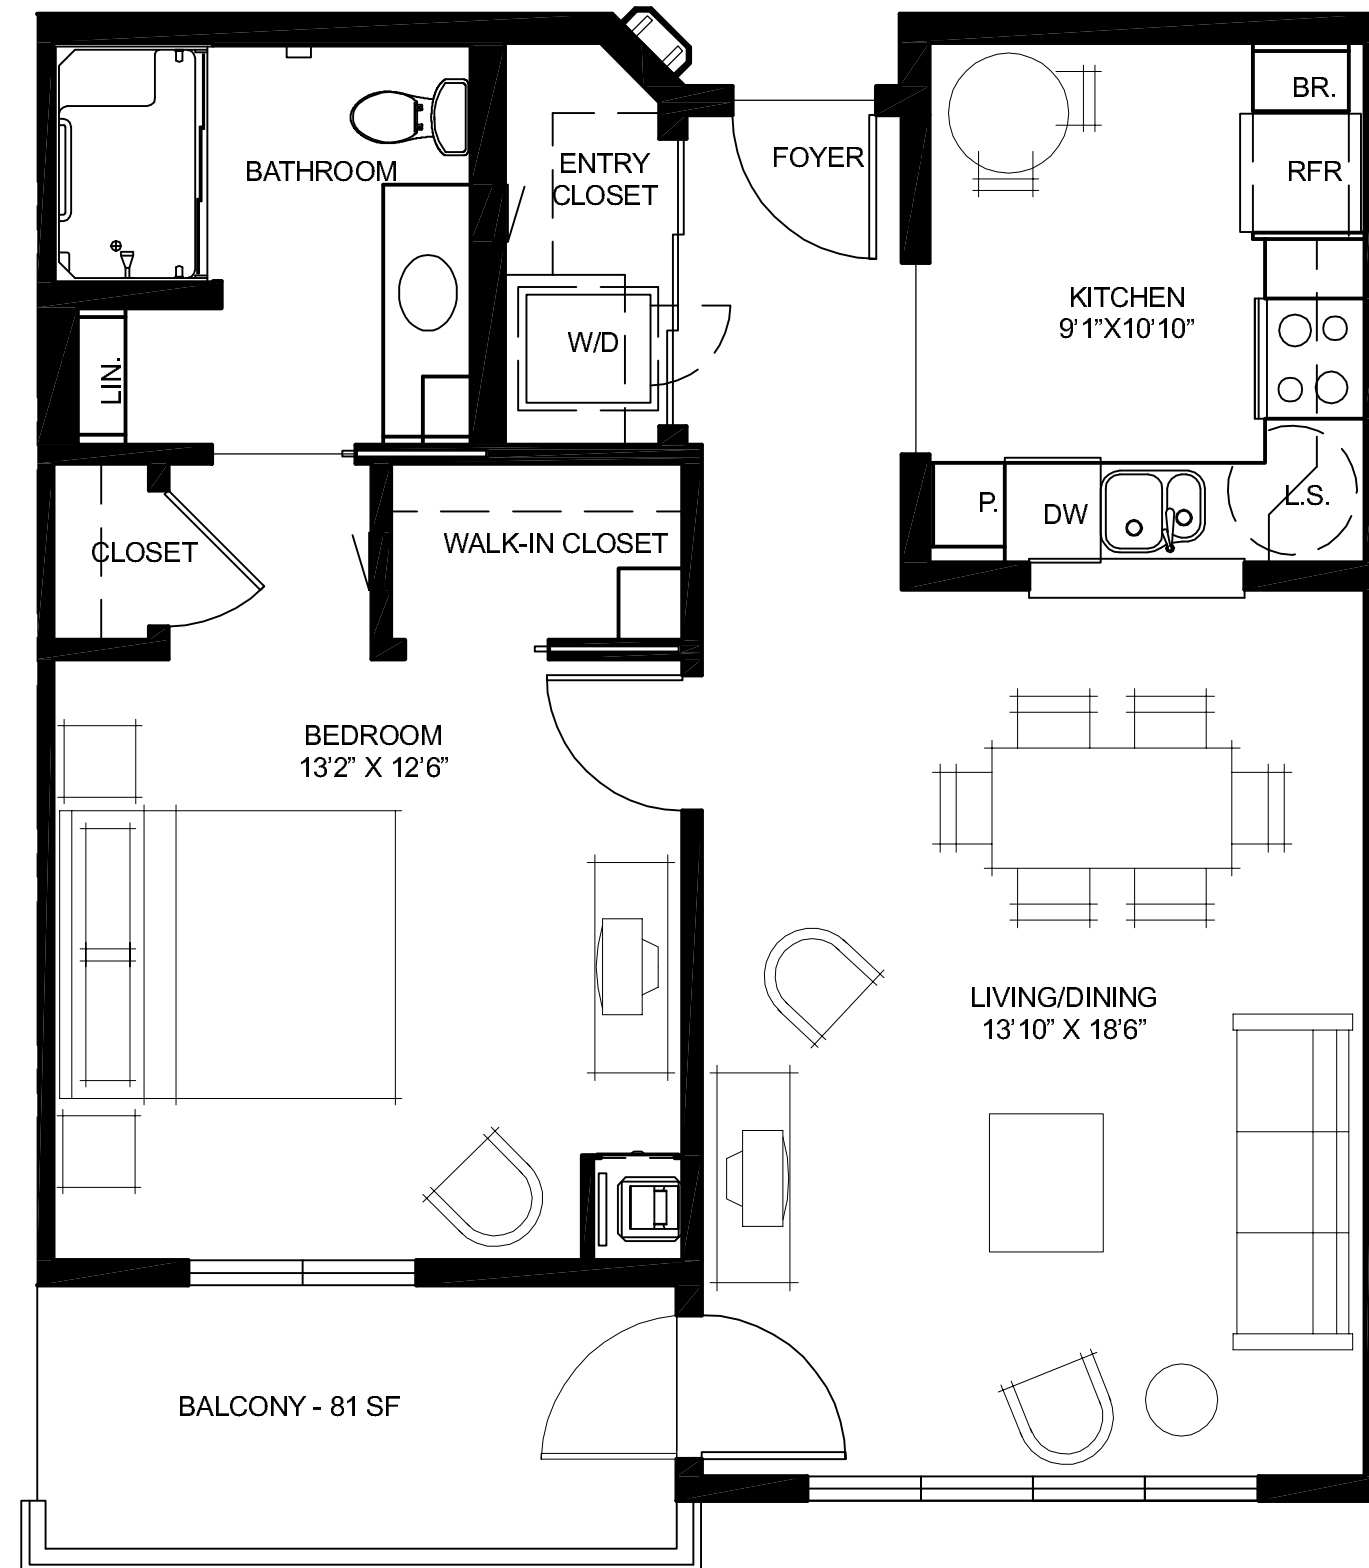 BR.
FOYER
ENTRY
CLOSET
BATHROOM
RFR
KITCHEN
9'1”X10'10”
W/D
LIN.
P.
DW
L.S.
CLOSET
WALK-IN CLOSET
BEDROOM
13'2” X 12'6”
LIVING/DINING
13'10” X 18'6”
BALCONY - 81 SF